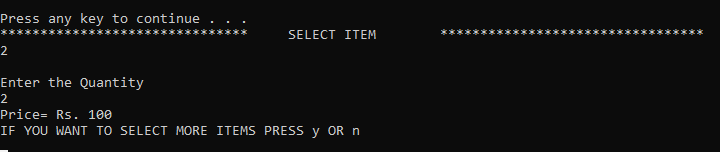 Press any key to continue . . .
******************************* SELECT ITEM *********************************
2
Enter the Quantity
2
Price= Rs. 100
IF YOU WANT TO SELECT MORE ITEMS PRESS y OR n